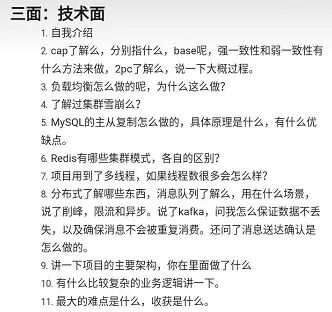 三面：技术面
1. 自我介绍
2. cap了解么，分别指什么，base呢，强一致性和弱一致性有
什么方法来做，2pc了解么，说一下大概过程。
3. 负载均衡怎么做的呢，为什么这么做？
4. 了解过集群雪崩么？
5. MySQL的主从复制怎么做的，具体原理是什么，有什么优
缺点。
6. Redis有哪些集群模式，各自的区别？
7. 项目用到了多线程，如果线程数很多会怎么样？
8. 分布式了解哪些东西，消息队列了解么，用在什么场景，
说了削峰，限流和异步。说了kafka，问我怎么保证数据不丢
失，以及确保消息不会被重复消费。还问了消息送达确认是
怎么做的。
9. 讲一下项目的主要架构，你在里面做了什么
10. 有什么比较复杂的业务逻辑讲一下。
11. 最大的难点是什么，收获是什么。